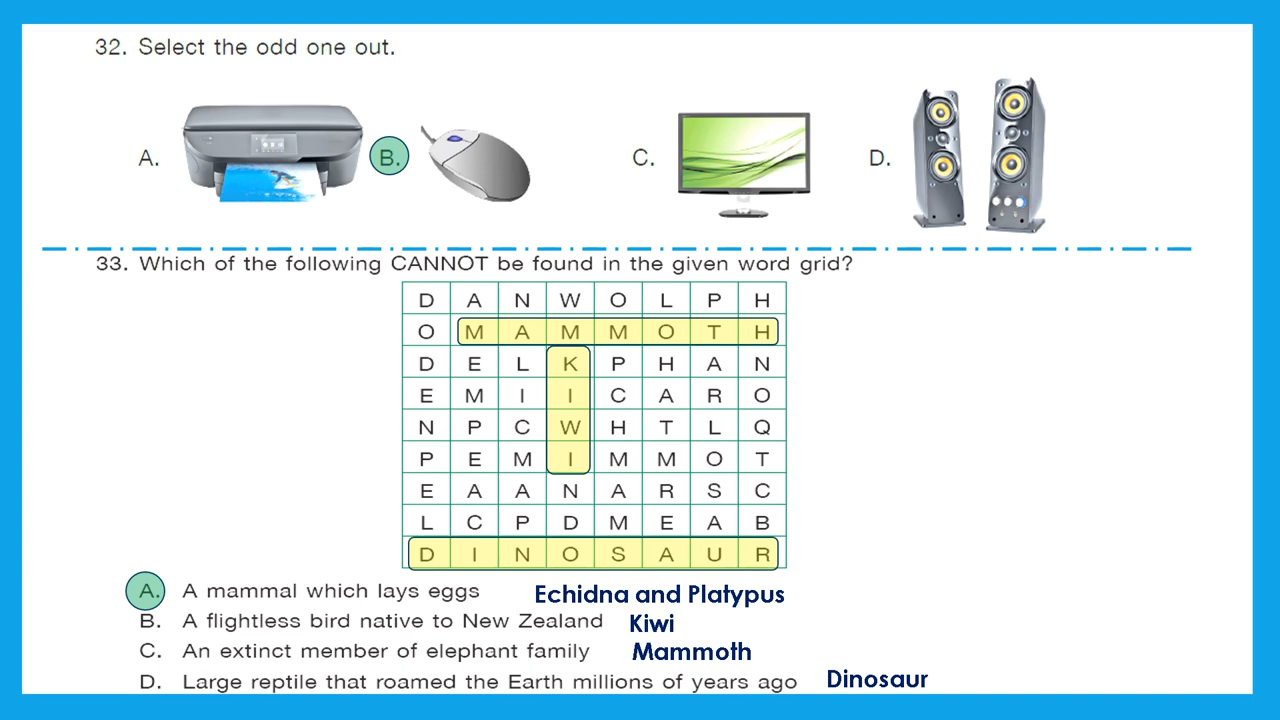 32. Select the odd one out.
A. B. C. D.
33. Which of the following CANNOT be found in the given word grid?
D A N W O L P H
O M A M M O T H
D E L K P H A N
E M I I C A R O
N P C W H T L Q
P E M I M M O T
E A A N A R S C
L C P D M E A B
D I N O S A U R
A. A mammal which lays eggs Echidna and Platypus
B. A flightless bird native to New Zealand Kiwi
C. An extinct member of elephant family Mammoth
D. Large reptile that roamed the Earth millions of years ago Dinosaur